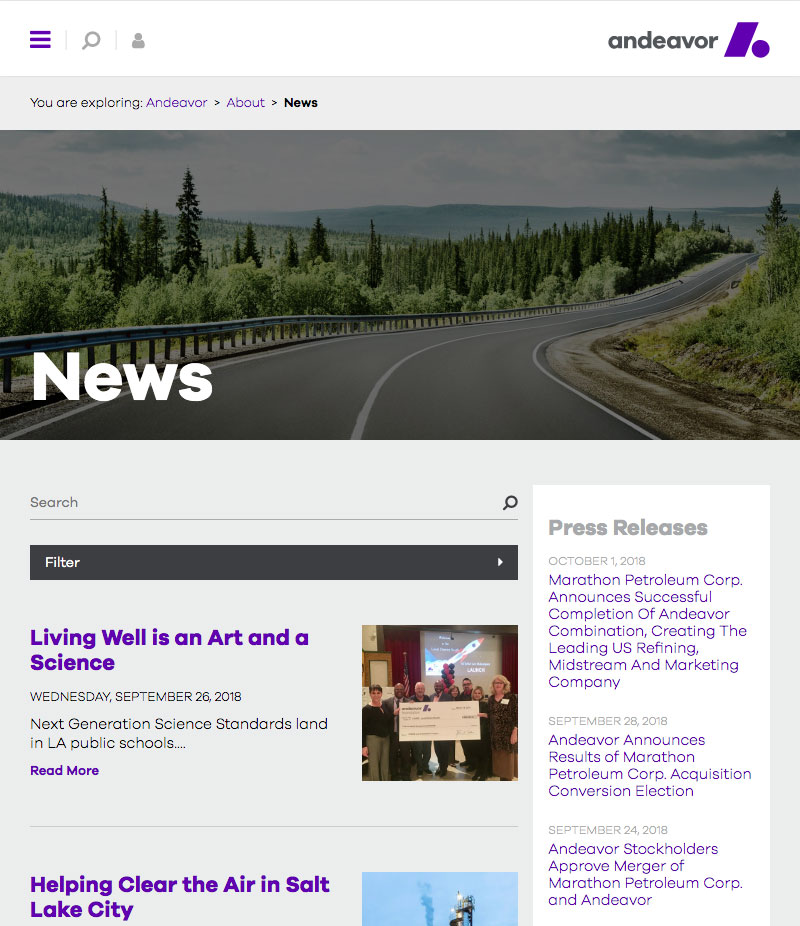 andeavor
You are exploring: Andeavor > About > News
News
Search
Filter
Living Well is an Art and a
Science
WEDNESDAY, SEPTEMBER 26, 2018
Next Generation Science Standards land
in LA public schools....
Read More
andeavor
LAUNCH
Helping Clear the Air in Salt
Lake City
Press Releases
OCTOBER 1, 2018
Marathon Petroleum Corp.
Announces Successful
Completion Of Andeavor
Combination, Creating The
Leading US Refining,
Midstream And Marketing
Company
SEPTEMBER 28, 2018
Andeavor Announces
Results of Marathon
Petroleum Corp. Acquisition
Conversion Election
SEPTEMBER 24, 2018
Andeavor Stockholders
Approve Merger of
Marathon Petroleum Corp.
and Andeavor